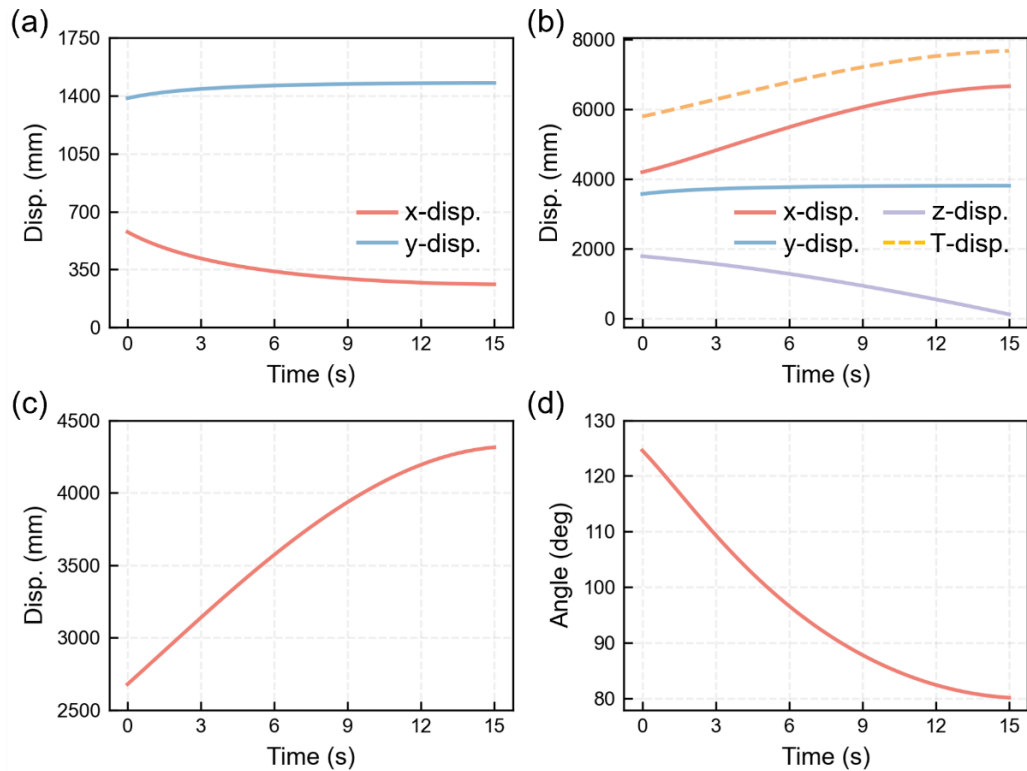 (a)
Disp. (mm)
1750
1400
1050
700
350
0
x-disp.
y-disp.
0 3 6 9 12 15
Time (s)
(b)
Disp. (mm)
8000
6000
4000
2000
0
x-disp. z-disp.
y-disp. T-disp.
0 3 6 9 12 15
Time (s)
(c)
Disp. (mm)
4500
4000
3500
3000
2500
0 3 6 9 12 15
Time (s)
(d)
Angle (deg)
130
120
110
100
90
80
0 3 6 9 12 15
Time (s)